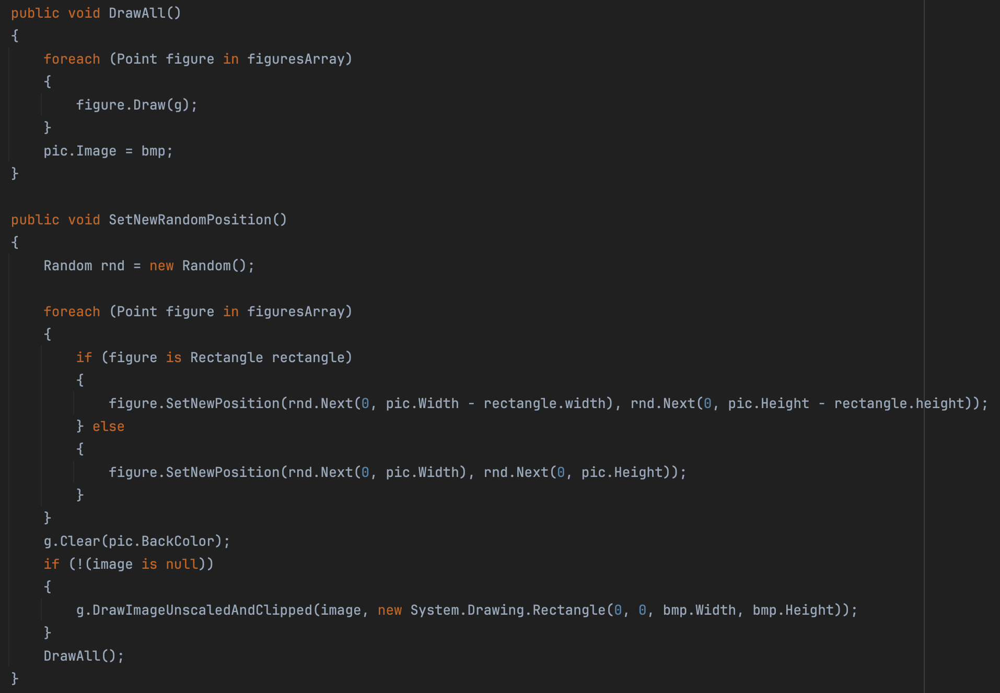 public void DrawAll()
{
    foreach (Point figure in figuresArray)
    {
        figure.Draw(g);
    }
    pic.Image = bmp;
}

public void SetNewRandomPosition()
{
    Random rnd = new Random();

    foreach (Point figure in figuresArray)
    {
        if (figure is Rectangle rectangle)
        {
            figure.SetNewPosition(rnd.Next(0, pic.Width - rectangle.width), rnd.Next(0, pic.Height - rectangle.height));
        } else
        {
            figure.SetNewPosition(rnd.Next(0, pic.Width), rnd.Next(0, pic.Height));
        }
    }
    g.Clear(pic.BackColor);
    if (!(image is null))
    {
        g.DrawImageUnscaledAndClipped(image, new System.Drawing.Rectangle(0, 0, bmp.Width, bmp.Height));
    }
    DrawAll();
}